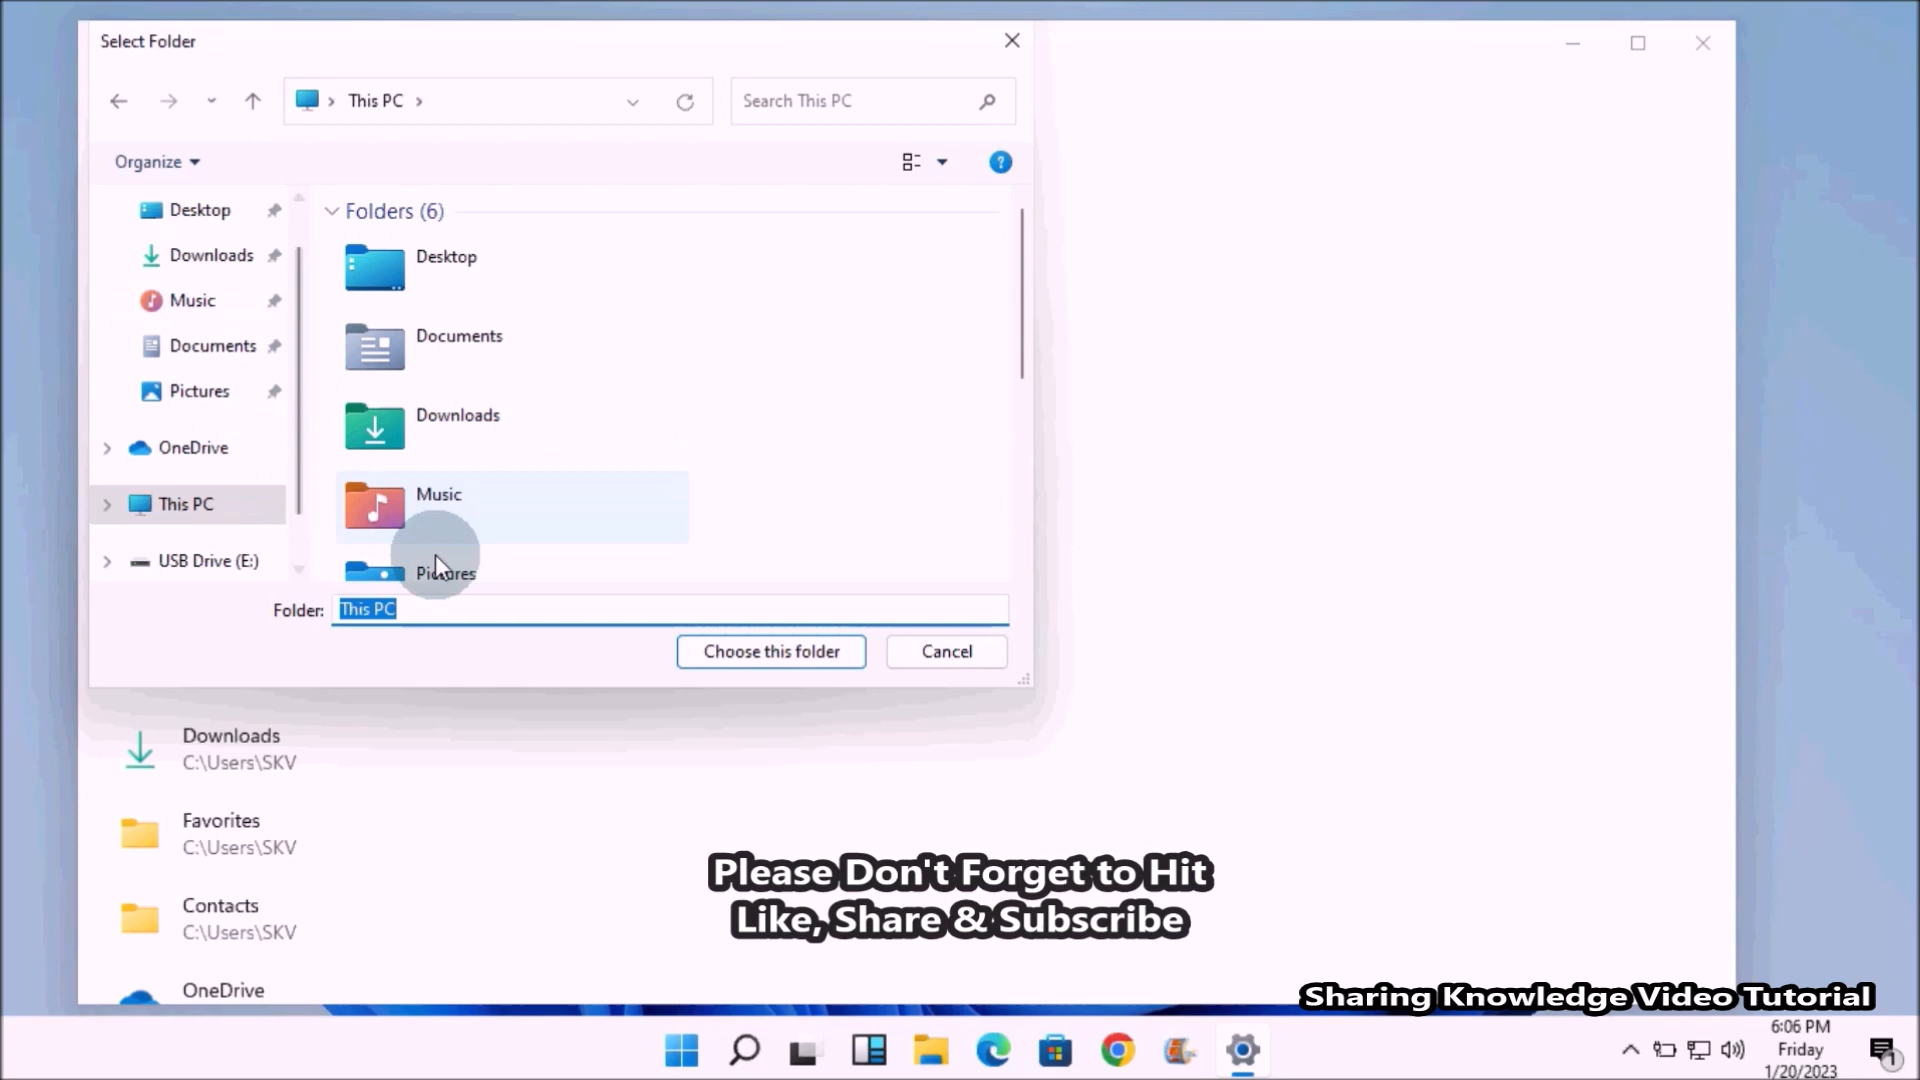 Select Folder
This PC
Search This PC
Organize
Desktop
Downloads
Music
Documents
Pictures
OneDrive
This PC
USB Drive (E:)
Folders (6)
Desktop
Documents
Downloads
Music
Pictures
Folder: This PC
Choose this folder
Cancel
Downloads
C:\Users\SKV
Favorites
C:\Users\SKV
Contacts
C:\Users\SKV
OneDrive
Please Don't Forget to Hit
Like, Share & Subscribe
Sharing Knowledge Video Tutorial
6:06 PM
Friday
1/20/2023
1